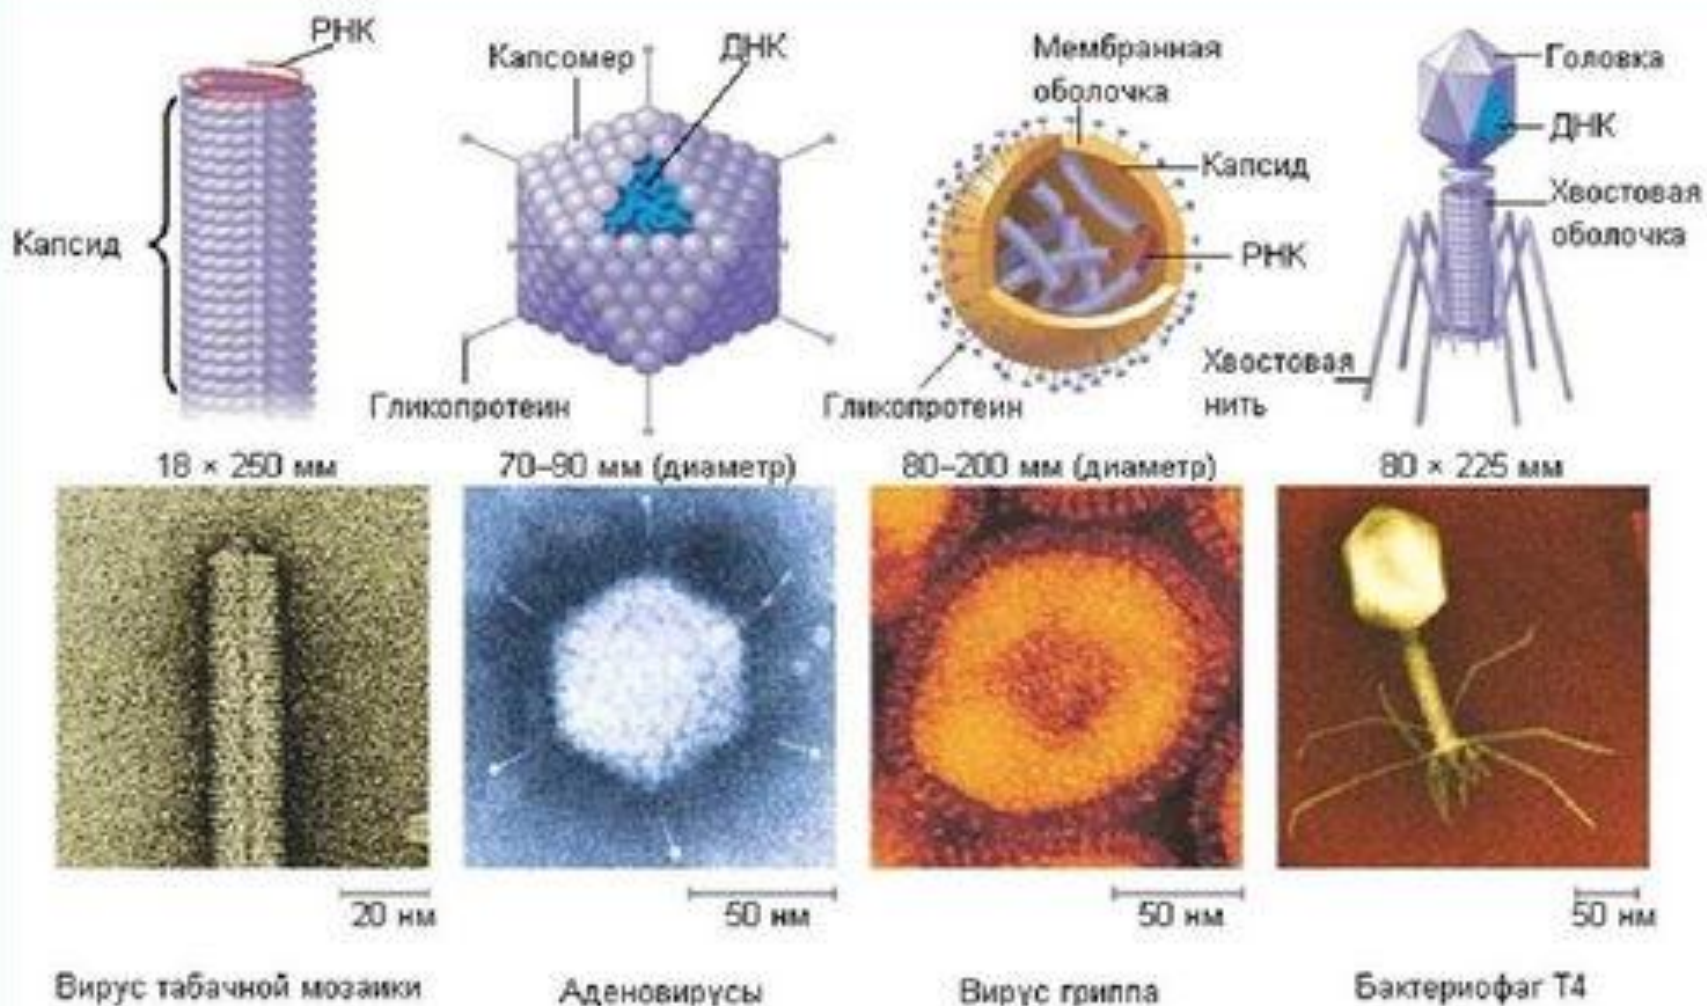 РНК
Капсид
18 × 250 мм
20 нм
Вирус табачной мозаики
Капсомер
ДНК
Гликопротеин
70–90 мм (диаметр)
50 нм
Аденовирусы
Мембранная
оболочка
Капсид
РНК
Гликопротеин
80–200 мм (диаметр)
50 нм
Вирус гриппа
Головка
ДНК
Хвостовая
оболочка
Хвостовая
нить
80 × 225 мм
50 нм
Бактериофаг Т4